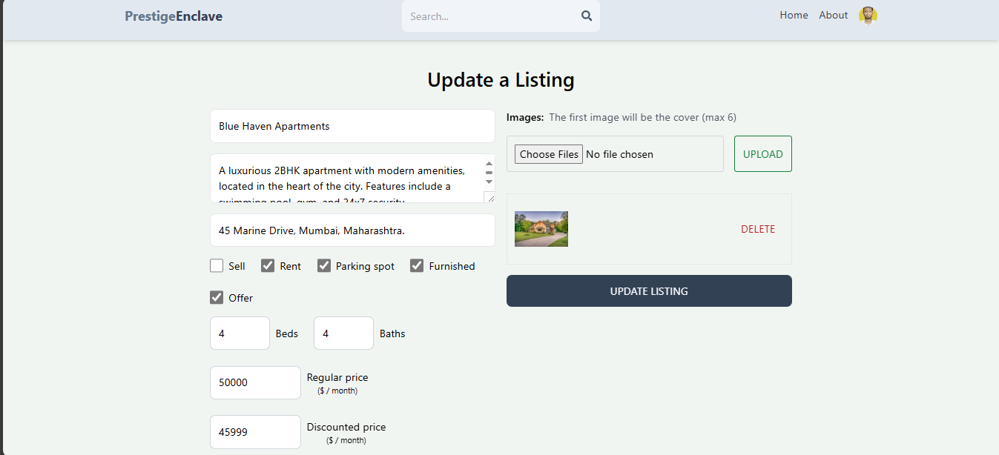 PrestigeEnclave
Search...
Home About
Update a Listing
Blue Haven Apartments
A luxurious 2BHK apartment with modern amenities,
located in the heart of the city. Features include a
swimming pool, gym, and 24x7 security
45 Marine Drive, Mumbai, Maharashtra.
Sell Rent Parking spot Furnished
Offer
4 Beds 4 Baths
50000 Regular price
($ / month)
45999 Discounted price
($ / month)
Images: The first image will be the cover (max 6)
Choose Files No file chosen UPLOAD
DELETE
UPDATE LISTING